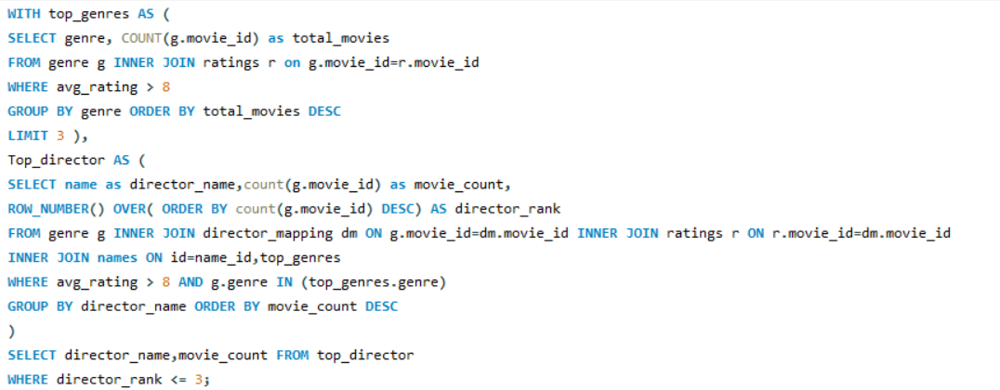 WITH top_genres AS (
SELECT genre, COUNT(g.movie_id) as total_movies
FROM genre g INNER JOIN ratings r on g.movie_id=r.movie_id
WHERE avg_rating > 8
GROUP BY genre ORDER BY total_movies DESC
LIMIT 3 ),
Top_director AS (
SELECT name as director_name,count(g.movie_id) as movie_count,
ROW_NUMBER() OVER( ORDER BY count(g.movie_id) DESC) AS director_rank
FROM genre g INNER JOIN director_mapping dm ON g.movie_id=dm.movie_id INNER JOIN ratings r ON r.movie_id=dm.movie_id
INNER JOIN names ON id=name_id,top_genres
WHERE avg_rating > 8 AND g.genre IN (top_genres.genre)
GROUP BY director_name ORDER BY movie_count DESC
)
SELECT director_name,movie_count FROM top_director
WHERE director_rank <= 3;